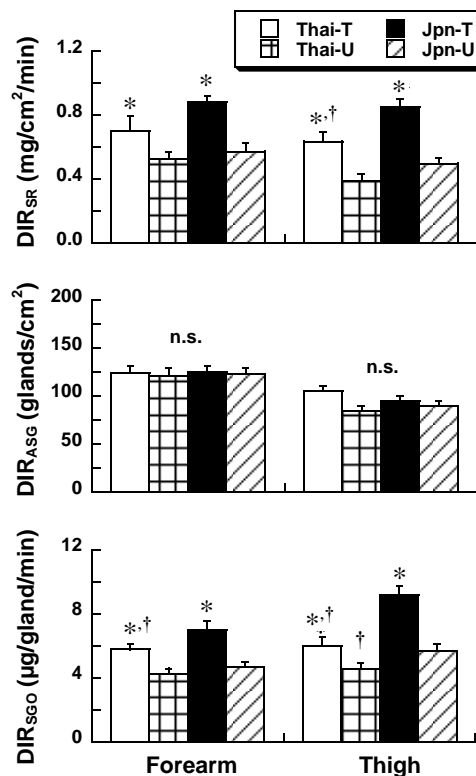 Thai-T Jpn-T
Thai-U Jpn-U
DIR_SR (mg/cm²/min)
1.2
0.8
0.4
0.0
* *
*,† *
DIR_ASG (glands/cm²)
200
150
100
50
0
n.s. n.s.
DIR_SGO (µg/gland/min)
12
8
4
0
*,† *
*,† † *
Forearm Thigh